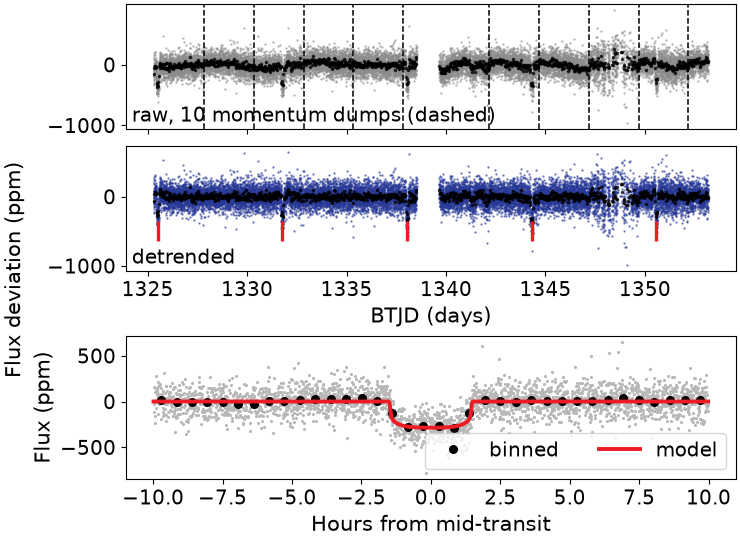 0
−1000
raw, 10 momentum dumps (dashed)
0
−1000
detrended
1325
1330
1335
1340
1345
1350
BTJD (days)
Flux deviation (ppm)
500
0
−500
Flux (ppm)
binned
model
−10.0
−7.5
−5.0
−2.5
0.0
2.5
5.0
7.5
10.0
Hours from mid-transit